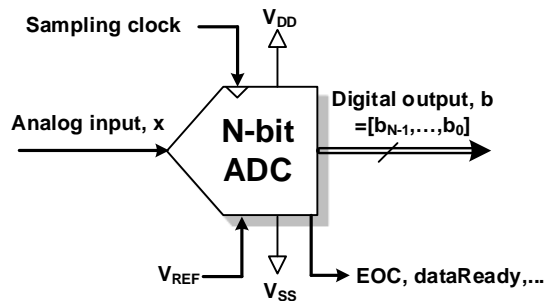 Sampling clock
V_DD
Digital output, b
=[b_N-1,...,b_0]
Analog input, x
N-bit
ADC
V_REF
V_SS
EOC, dataReady,...